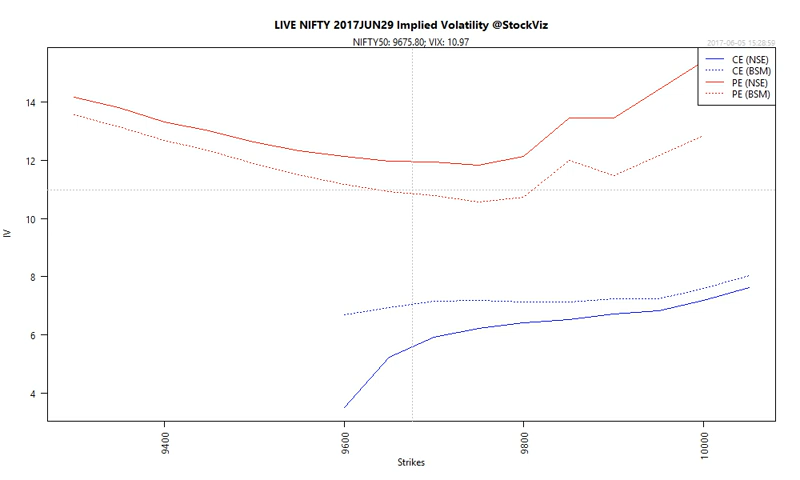 LIVE NIFTY 2017JUN29 Implied Volatility @StockViz
NIFTY50: 9675.80; VIX: 10.97
2017-06-05 15:28:59
CE (NSE)
CE (BSM)
PE (NSE)
PE (BSM)
14
12
10
8
6
4
IV
9400
9600
9800
10000
Strikes